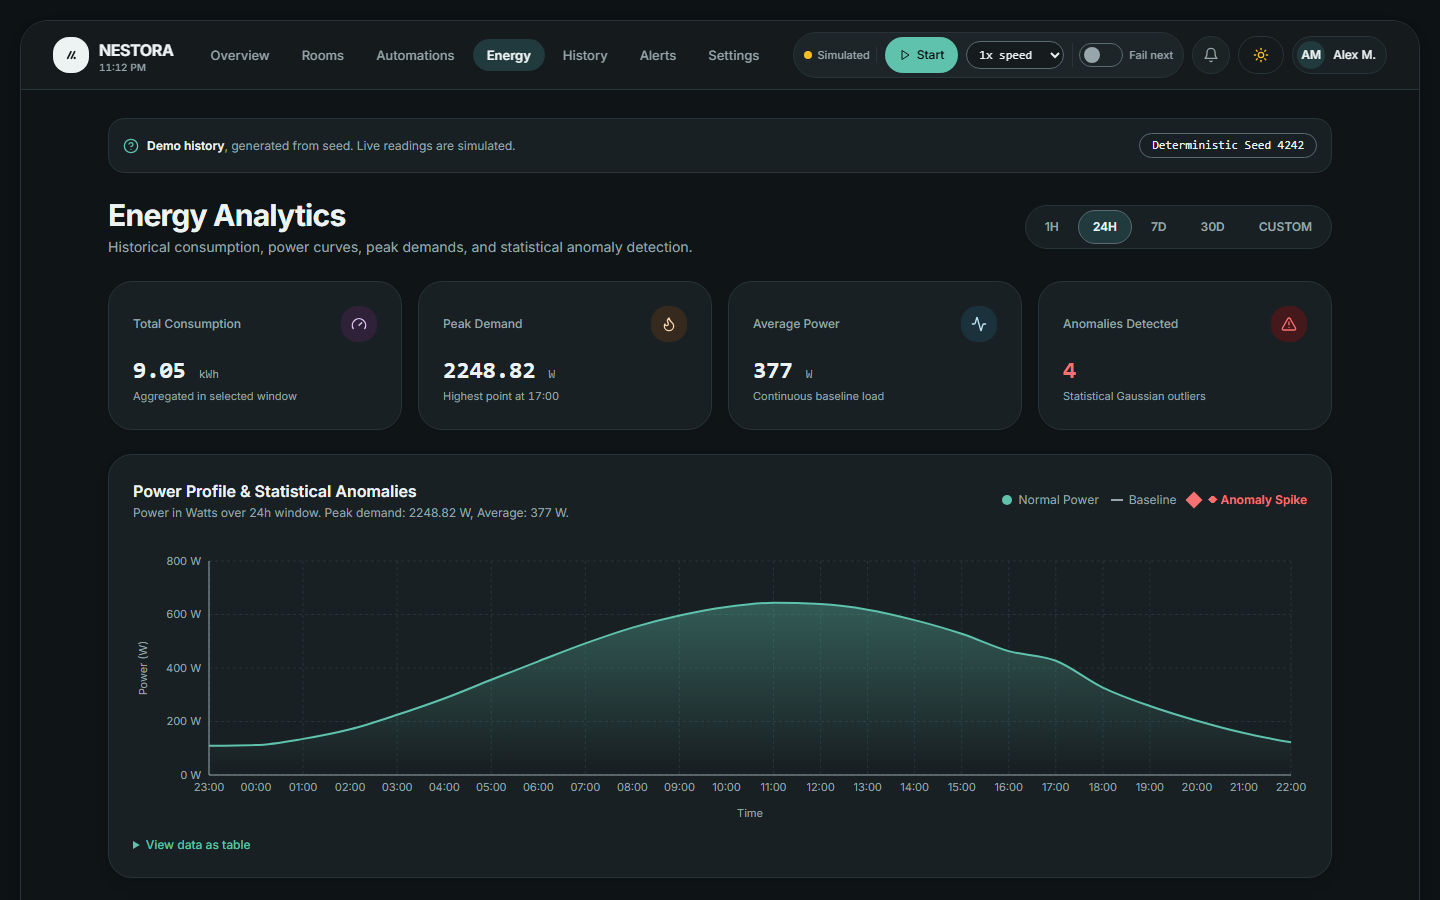 NESTORA
11:12 PM
Overview
Rooms
Automations
Energy
History
Alerts
Settings
Simulated
Start
1x speed
Fail next
AM
Alex M.
Demo history, generated from seed. Live readings are simulated.
Deterministic Seed 4242
Energy Analytics
Historical consumption, power curves, peak demands, and statistical anomaly detection.
1H
24H
7D
30D
CUSTOM
Total Consumption
9.05 kWh
Aggregated in selected window
Peak Demand
2248.82 W
Highest point at 17:00
Average Power
377 W
Continuous baseline load
Anomalies Detected
4
Statistical Gaussian outliers
Power Profile & Statistical Anomalies
Power in Watts over 24h window. Peak demand: 2248.82 W, Average: 377 W.
Normal Power
Baseline
Anomaly Spike
800 W
600 W
400 W
200 W
0 W
Power (W)
23:00 00:00 01:00 02:00 03:00 04:00 05:00 06:00 07:00 08:00 09:00 10:00 11:00 12:00 13:00 14:00 15:00 16:00 17:00 18:00 19:00 20:00 21:00 22:00
Time
View data as table